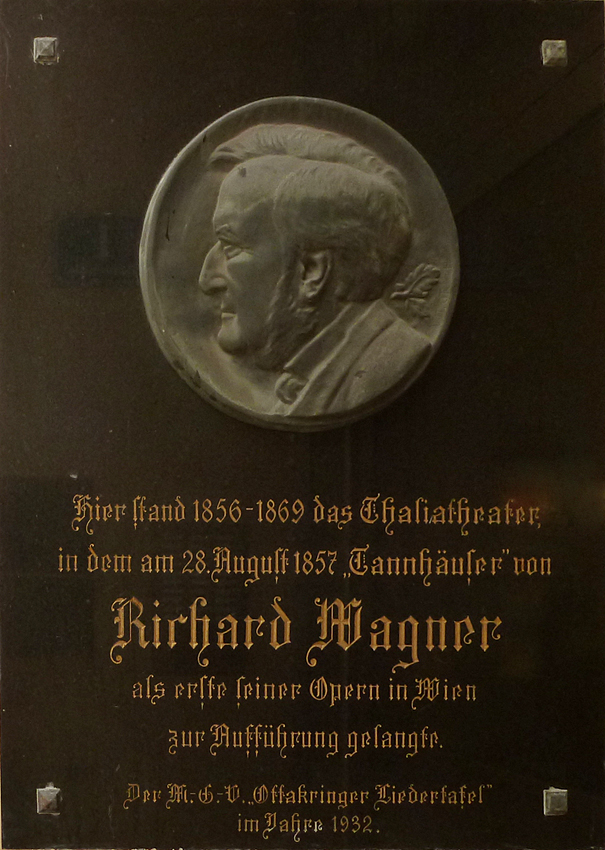 Hier ſtand 1856-1869 das Thaliatheater,
in dem am 28. Auguſt 1857 „Tannhäuſer" von
Richard Wagner
als erſte ſeiner Opern in Wien
zur Aufführung gelangte.
Der M.-G.-V. „Ottakringer Liedertafel"
im Jahre 1932.